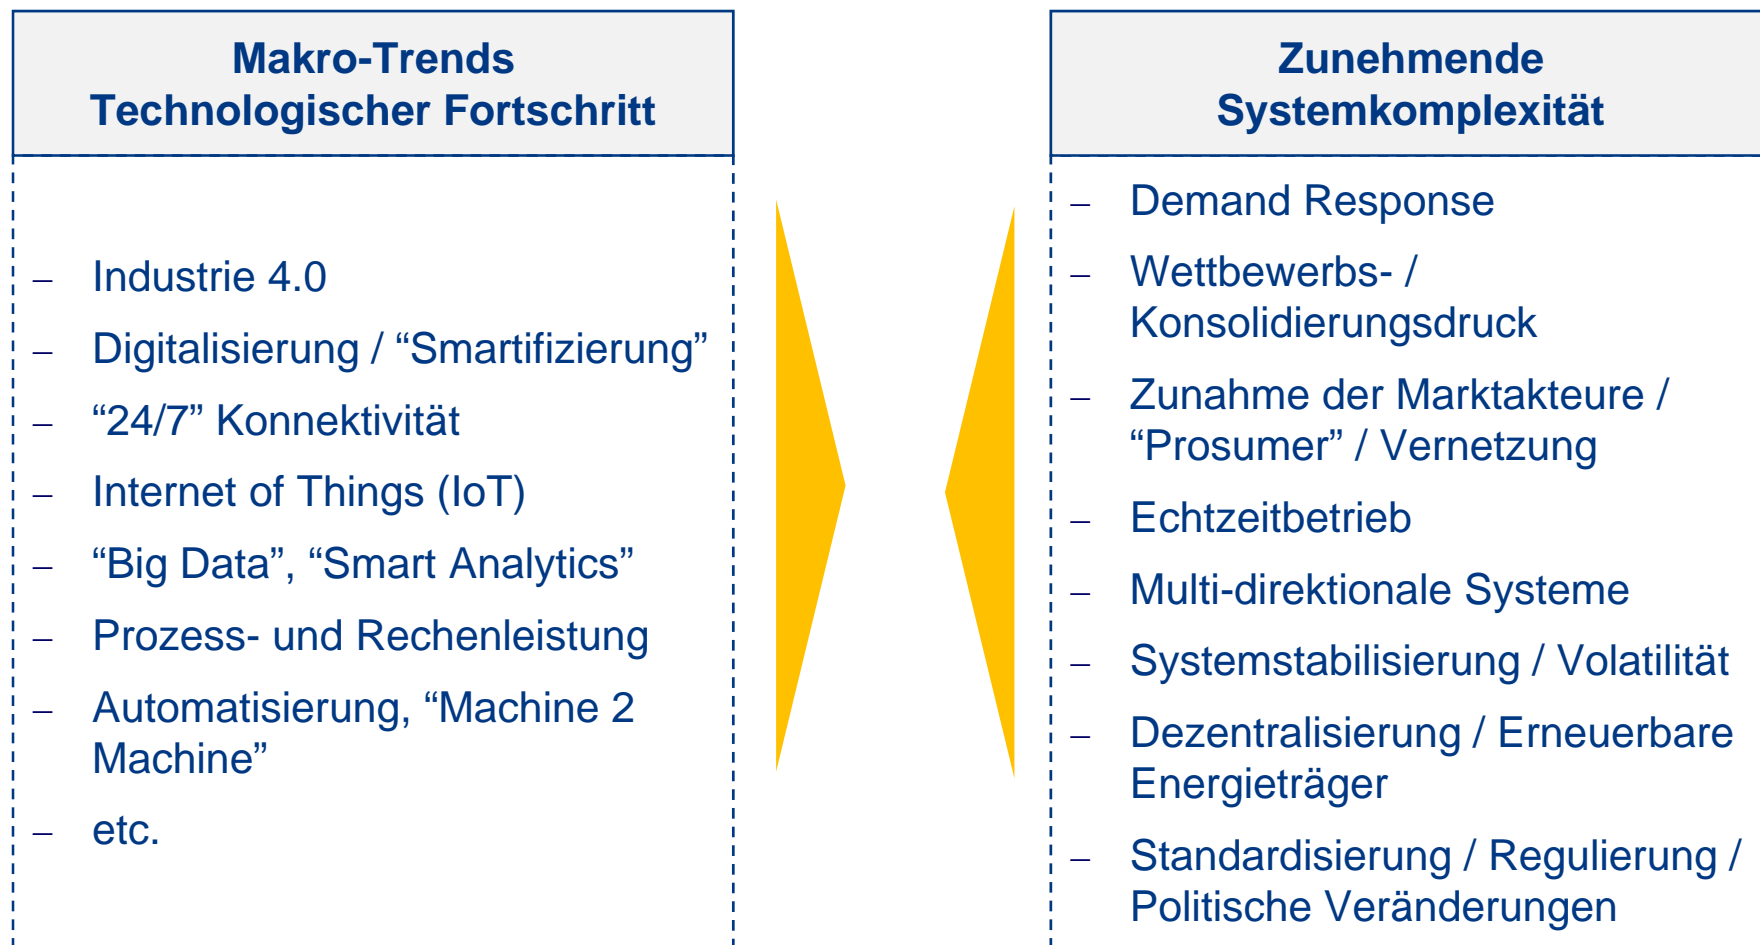 Makro-Trends
Technologischer Fortschritt
– Industrie 4.0
– Digitalisierung / “Smartifizierung”
– “24/7” Konnektivität
– Internet of Things (IoT)
– “Big Data”, “Smart Analytics”
– Prozess- und Rechenleistung
– Automatisierung, “Machine 2
Machine”
– etc.
Zunehmende
Systemkomplexität
– Demand Response
– Wettbewerbs- /
Konsolidierungsdruck
– Zunahme der Marktakteure /
“Prosumer” / Vernetzung
– Echtzeitbetrieb
– Multi-direktionale Systeme
– Systemstabilisierung / Volatilität
– Dezentralisierung / Erneuerbare
Energieträger
– Standardisierung / Regulierung /
Politische Veränderungen